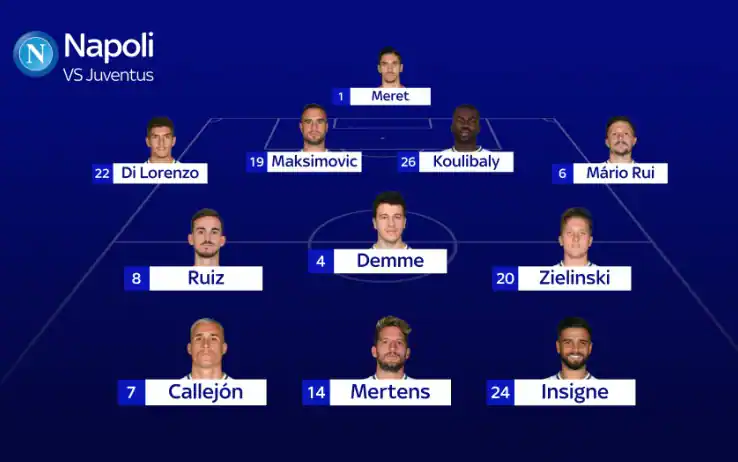 N
Napoli
VS Juventus
1 Meret
22 Di Lorenzo
19 Maksimovic
26 Koulibaly
6 Mário Rui
8 Ruiz
4 Demme
20 Zielinski
7 Callejón
14 Mertens
24 Insigne